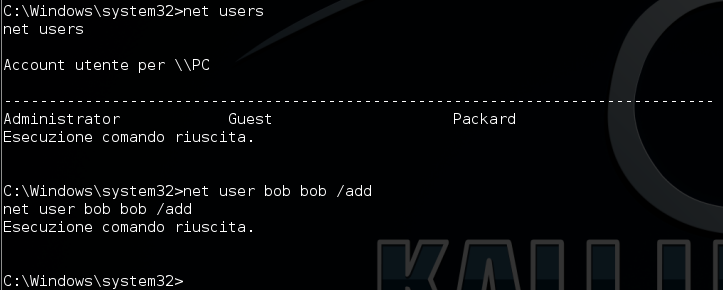 C:\Windows\system32>net users
net users
Account utente per \\PC
-------------------------------------------------------------------------------
Administrator Guest Packard
Esecuzione comando riuscita.
C:\Windows\system32>net user bob bob /add
net user bob bob /add
Esecuzione comando riuscita.
C:\Windows\system32>